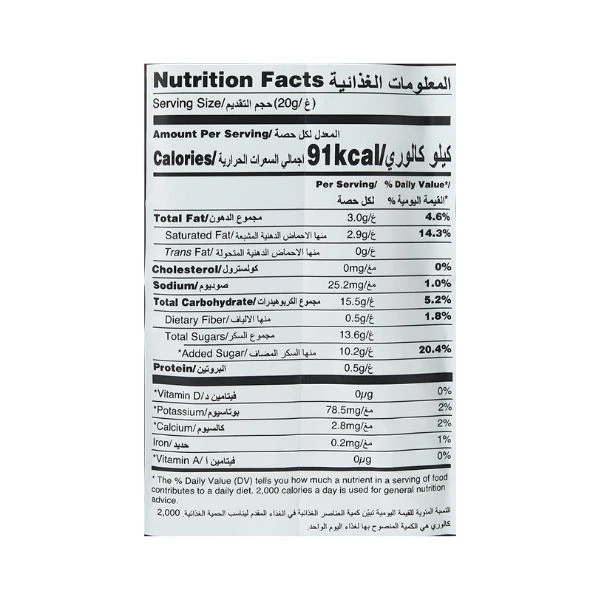 Nutrition Facts المعلومات الغذائية
Serving Size/حجم التقديم (20g/غ)
Amount Per Serving/المعدل لكل حصة
Calories/اجمالي السعرات الحرارية 91kcal/كيلو كالوري
Per Serving/ % Daily Value*/
لكل حصة القيمة اليومية %*
Total Fat/مجموع الدهون 3.0g/غ 4.6%
Saturated Fat/منها الاحماض الدهنية المشبعة 2.9g/غ 14.3%
Trans Fat/منها الاحماض الدهنية المتحولة 0g/غ
Cholesterol/كولسترول 0mg/مغ 0%
Sodium/صوديوم 25.2mg/مغ 1.0%
Total Carbohydrate/مجموع الكربوهيدرات 15.5g/غ 5.2%
Dietary Fiber/منها الالياف 0.5g/غ 1.8%
Total Sugars/مجموع السكر 13.6g/غ
*Added Sugar/منها السكر المضاف 10.2g/غ 20.4%
Protein/البروتين 0.5g/غ
*Vitamin D/فيتامين د 0µg 0%
*Potassium/بوتاسيوم 78.5mg/مغ 2%
*Calcium/كالسيوم 2.8mg/مغ 2%
Iron/حديد 0.2mg/مغ 1%
*Vitamin A/فيتامين أ 0µg 0%
* The % Daily Value (DV) tells you how much a nutrient in a serving of food
contributes to a daily diet. 2,000 calories a day is used for general nutrition
advice.
النسبة المئوية للقيمة اليومية تبيّن كمية العناصر الغذائية في الغذاء المقدم ليناسب الحمية الغذائية. 2,000
كالوري هي الكمية المنصوح بها لغذاء اليوم الواحد.